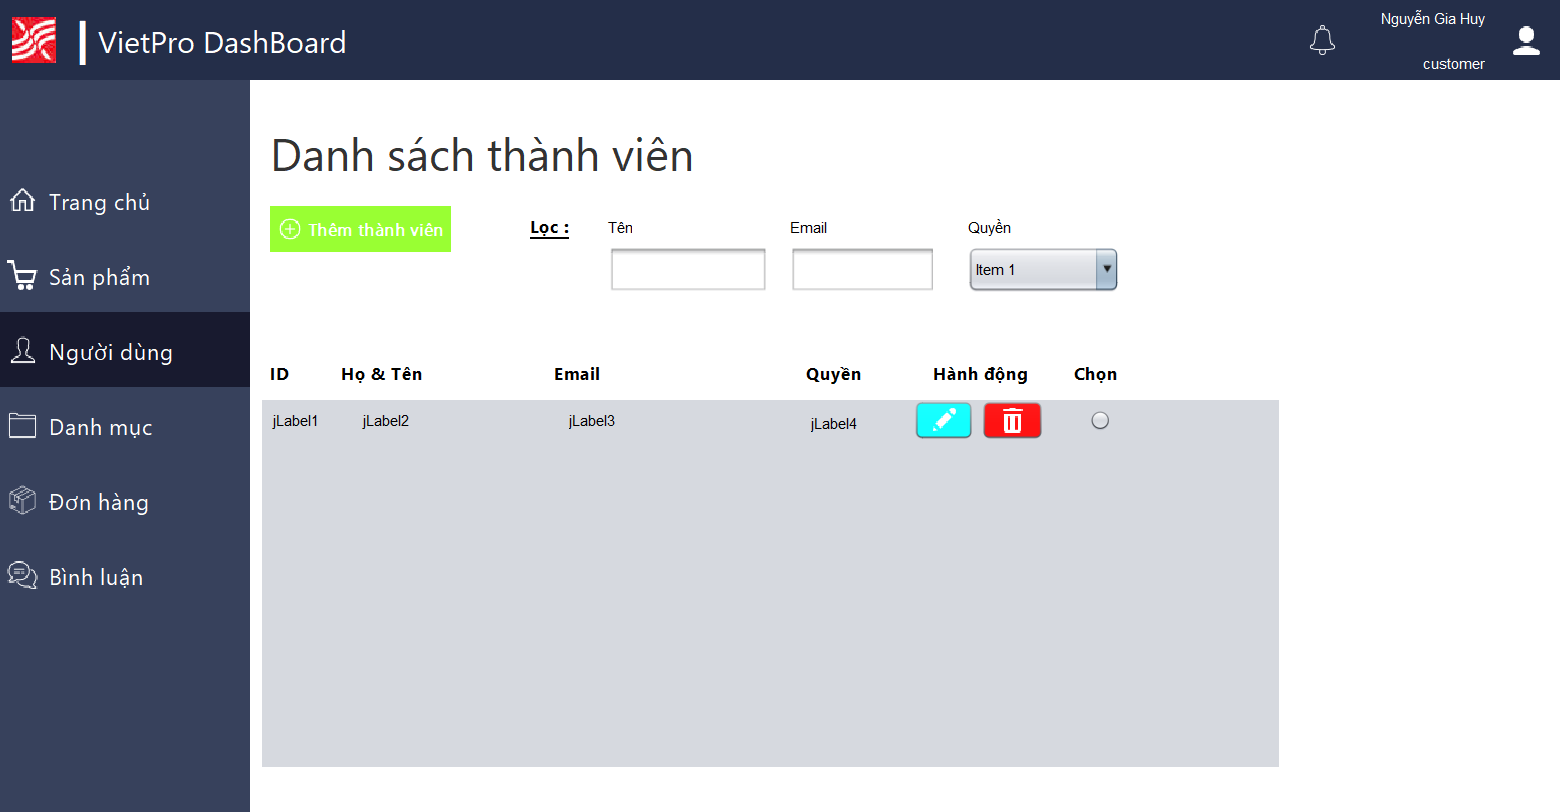 VietPro DashBoard
Nguyễn Gia Huy
customer
Trang chủ
Sản phẩm
Người dùng
Danh mục
Đơn hàng
Bình luận
Danh sách thành viên
Thêm thành viên
Lọc : Tên Email Quyền
Item 1
ID Họ & Tên Email Quyền Hành động Chọn
jLabel1 jLabel2 jLabel3 jLabel4